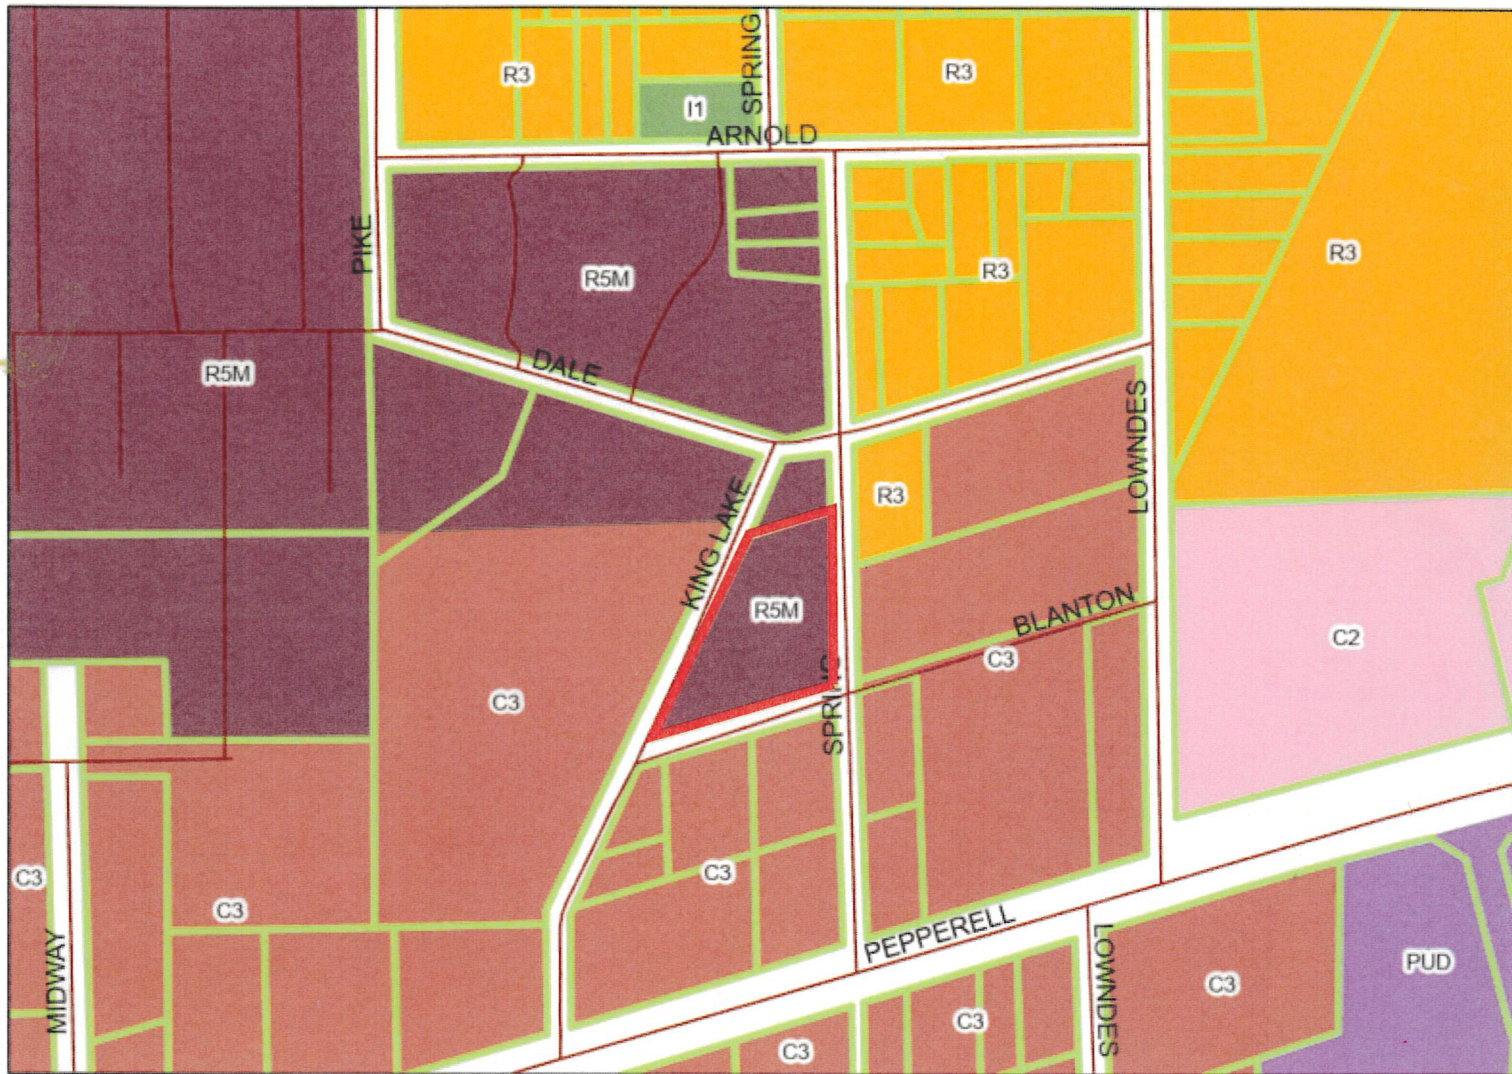 SPRING
R3
R3
I1
ARNOLD
PIKE
R3
R3
R5M
R5M
DALE
LOWNDES
R3
KING LAKE
R5M
BLANTON
C2
C3
C3
SPRING
C3
C3
C3
MIDWAY
PEPPERELL
LOWNDES
PUD
C3
C3
C3